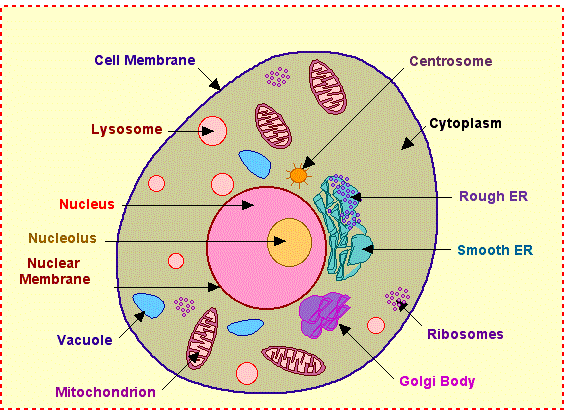 Cell Membrane
Centrosome
Lysosome
Cytoplasm
Nucleus
Rough ER
Nucleolus
Smooth ER
Nuclear
Membrane
Vacuole
Ribosomes
Mitochondrion
Golgi Body